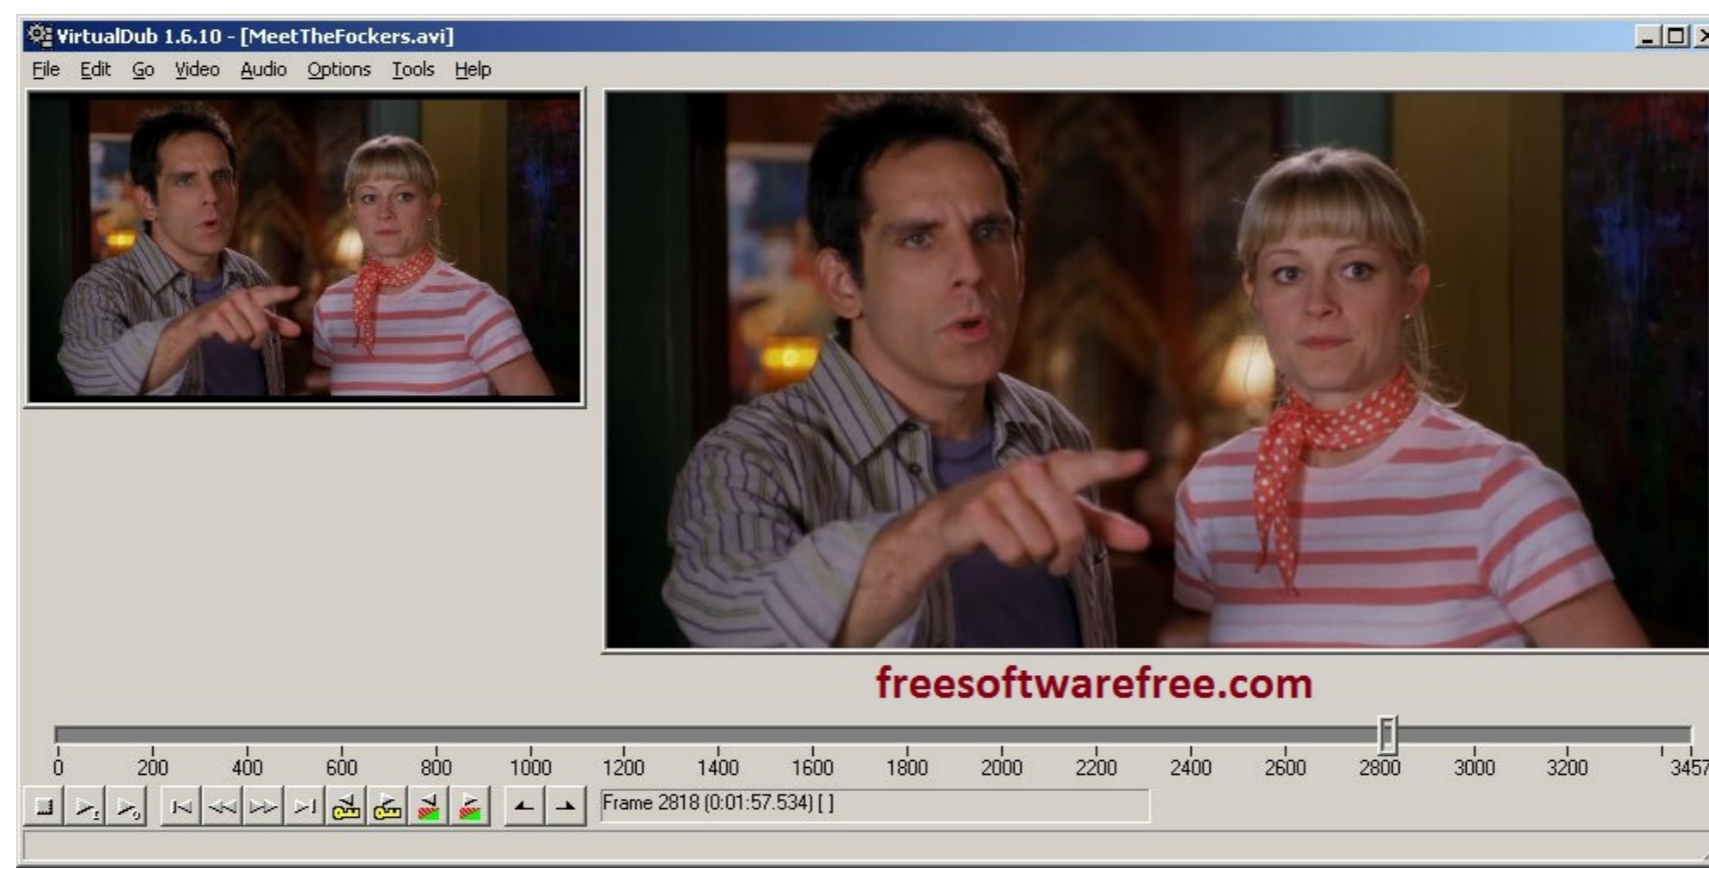 VirtualDub 1.6.10 - [MeetTheFockers.avi]
File Edit Go Video Audio Options Tools Help
freesoftwarefree.com
0 200 400 600 800 1000 1200 1400 1600 1800 2000 2200 2400 2600 2800 3000 3200 3457
Frame 2818 (0:01:57.534) [ ]